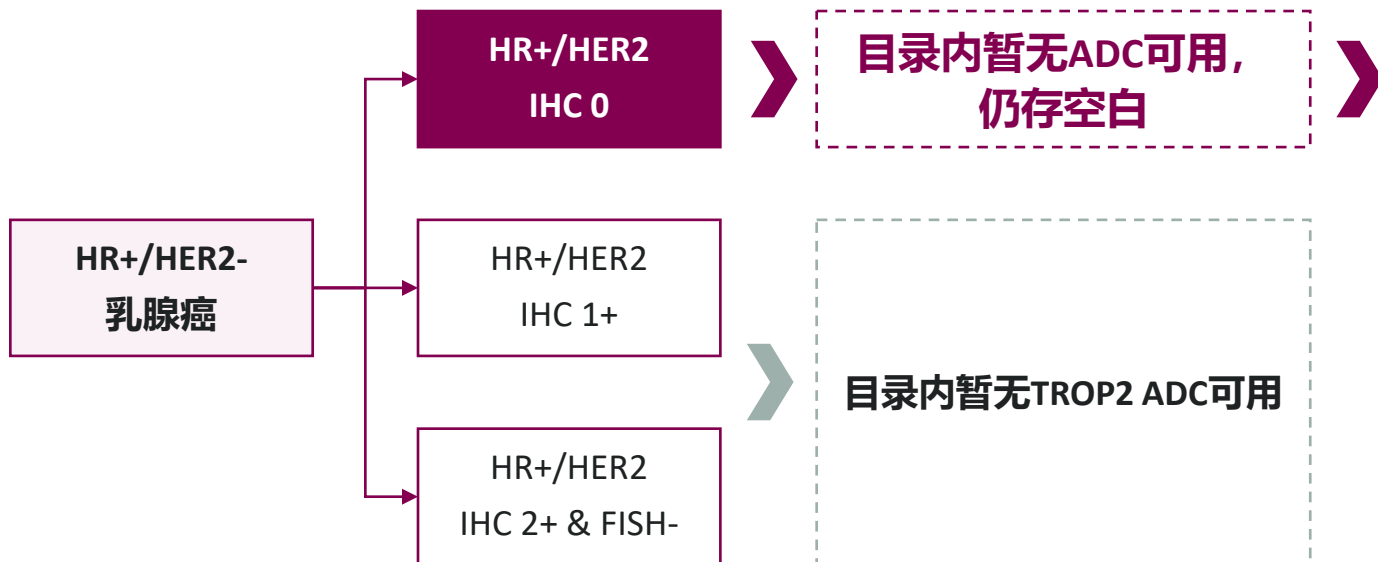 HR+/HER2
IHC 0
目录内暂无ADC可用，
仍存空白
HR+/HER2-
乳腺癌
HR+/HER2
IHC 1+
目录内暂无TROP2 ADC可用
HR+/HER2
IHC 2+ & FISH-